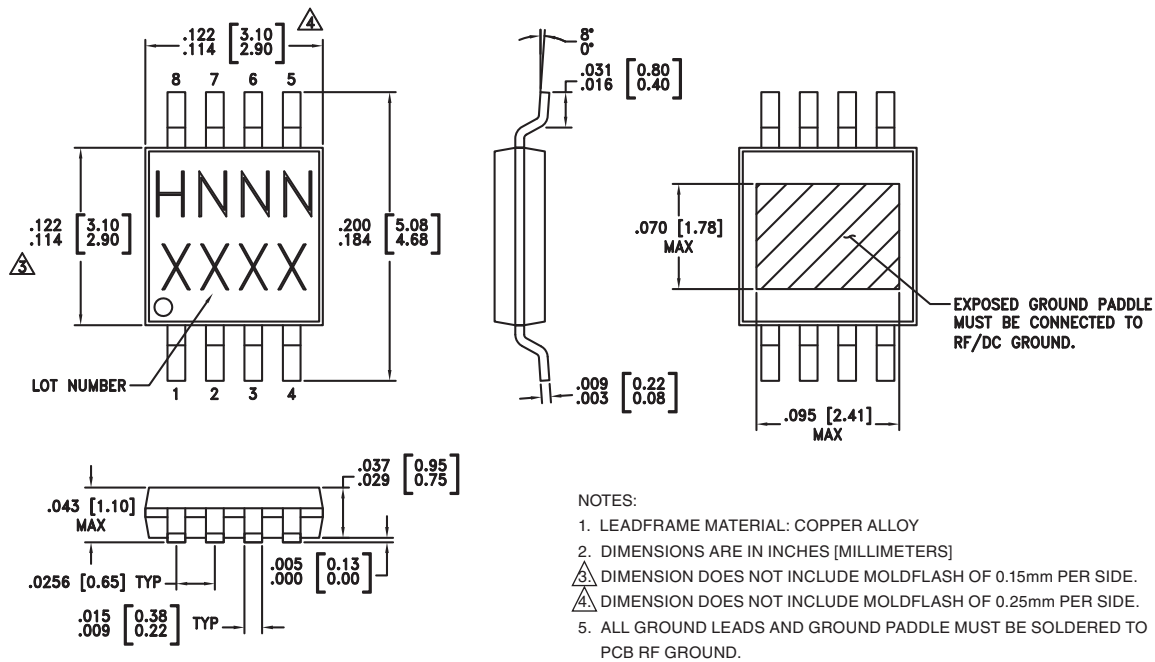 .122 [3.10]
.114 [2.90]
4
8 7 6 5
.122 [3.10]
.114 [2.90]
3
HNNN
XXXX
.200 [5.08]
.184 [4.68]
LOT NUMBER
1 2 3 4
8°
0°
.031 [0.80]
.016 [0.40]
.009 [0.22]
.003 [0.08]
.070 [1.78]
MAX
EXPOSED GROUND PADDLE
MUST BE CONNECTED TO
RF/DC GROUND.
.095 [2.41]
MAX
.037 [0.95]
.029 [0.75]
.043 [1.10]
MAX
.005 [0.13]
.000 [0.00]
.0256 [0.65] TYP
.015 [0.38] TYP
.009 [0.22]
NOTES:
1. LEADFRAME MATERIAL: COPPER ALLOY
2. DIMENSIONS ARE IN INCHES [MILLIMETERS]
3. DIMENSION DOES NOT INCLUDE MOLDFLASH OF 0.15mm PER SIDE.
4. DIMENSION DOES NOT INCLUDE MOLDFLASH OF 0.25mm PER SIDE.
5. ALL GROUND LEADS AND GROUND PADDLE MUST BE SOLDERED TO
PCB RF GROUND.